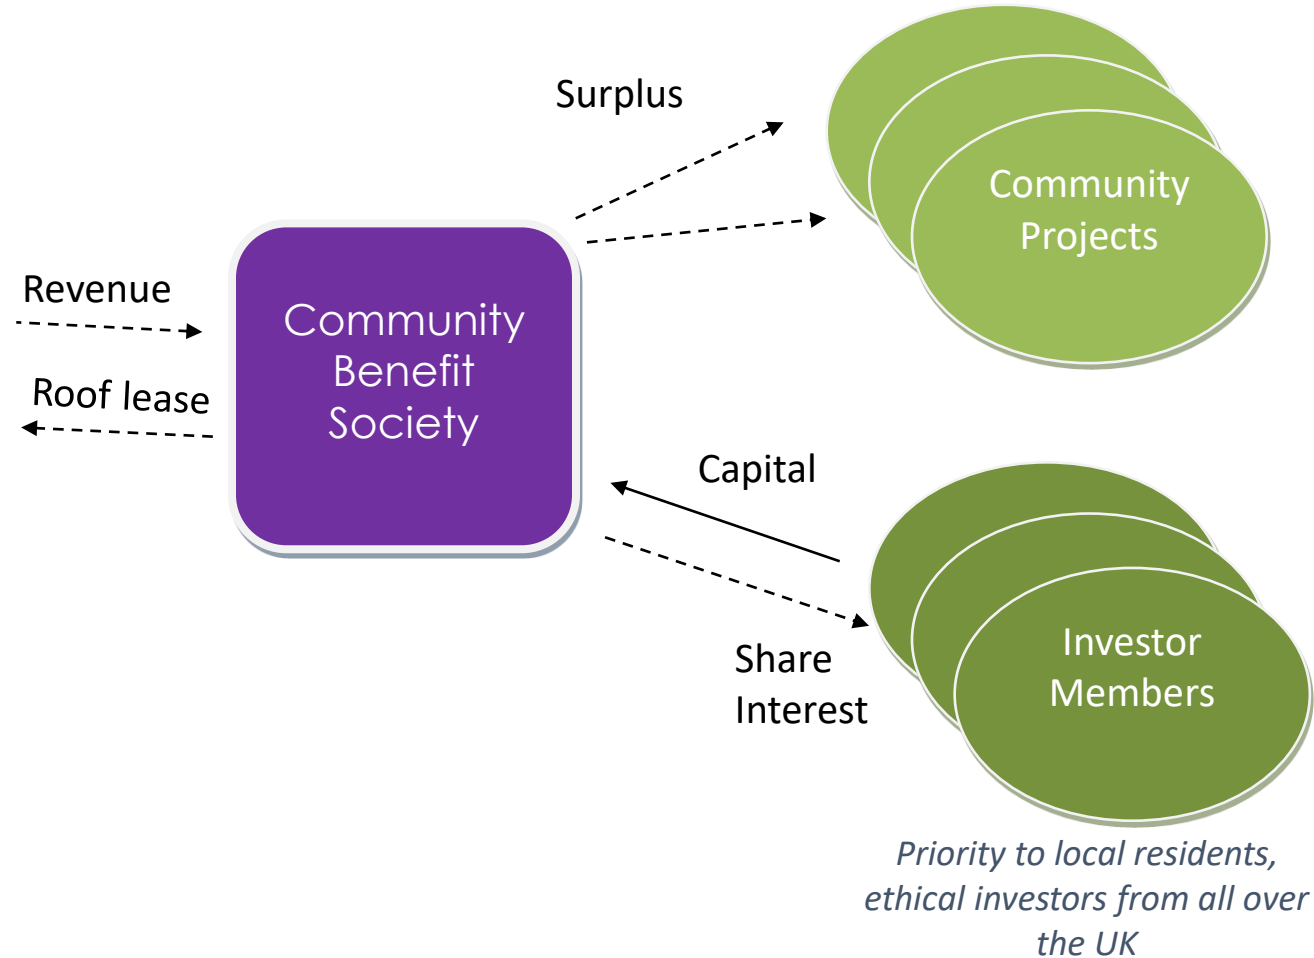 Surplus
Community
Projects
Revenue
Roof lease
Community
Benefit
Society
Capital
Share
Interest
Investor
Members
Priority to local residents,
ethical investors from all over
the UK